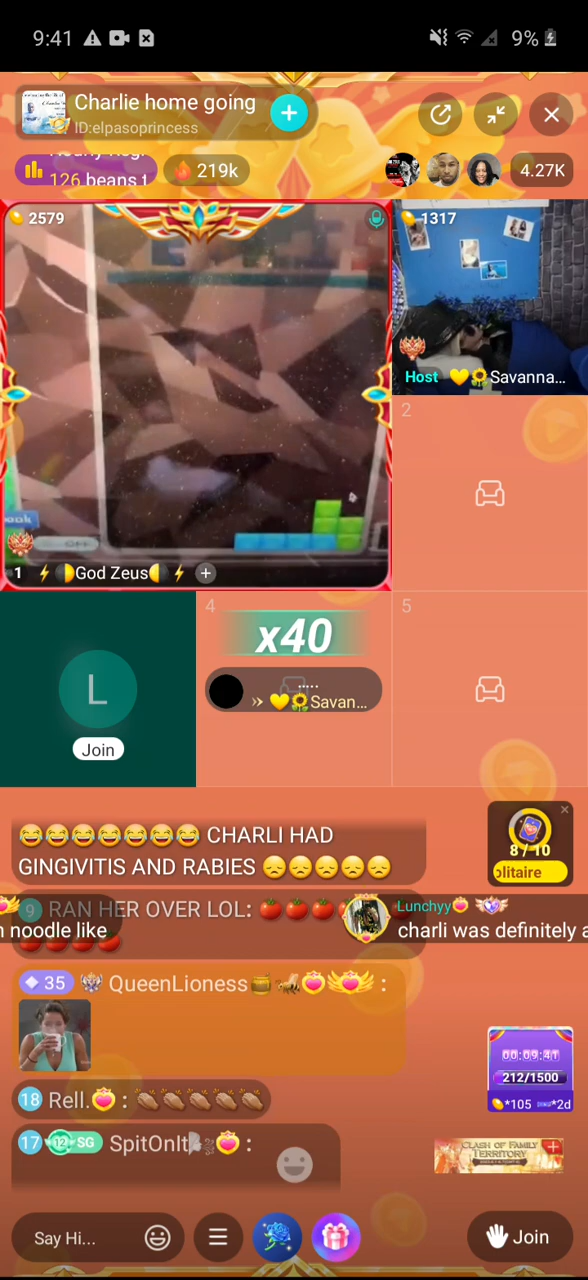 9:41
9%
Charlie home going
ID:elpasoprincess
126 beans t
219k
4.27K
2579
1317
Host 💛🌻Savanna...
2
1 ⚡🌗God Zeus🌓⚡
L
Join
4
x40
.....
» 💛🌻Savan...
5
😂😂😂😂😂😂😂 CHARLI HAD
GINGIVITIS AND RABIES 😞😞😞😞😞
8 / 10
olitaire
9 RAN HER OVER LOL: 🍅🍅🍅
Lunchyy
noodle like
charli was definitely a
35 QueenLioness🍯🐝 :
00:09:41
212/1500
*105 *2d
18 Rell. : 👏🏾👏🏾👏🏾👏🏾👏🏾
17 12 SG SpitOnIt :
CLASH OF FAMILY
TERRITORY
Say Hi...
Join